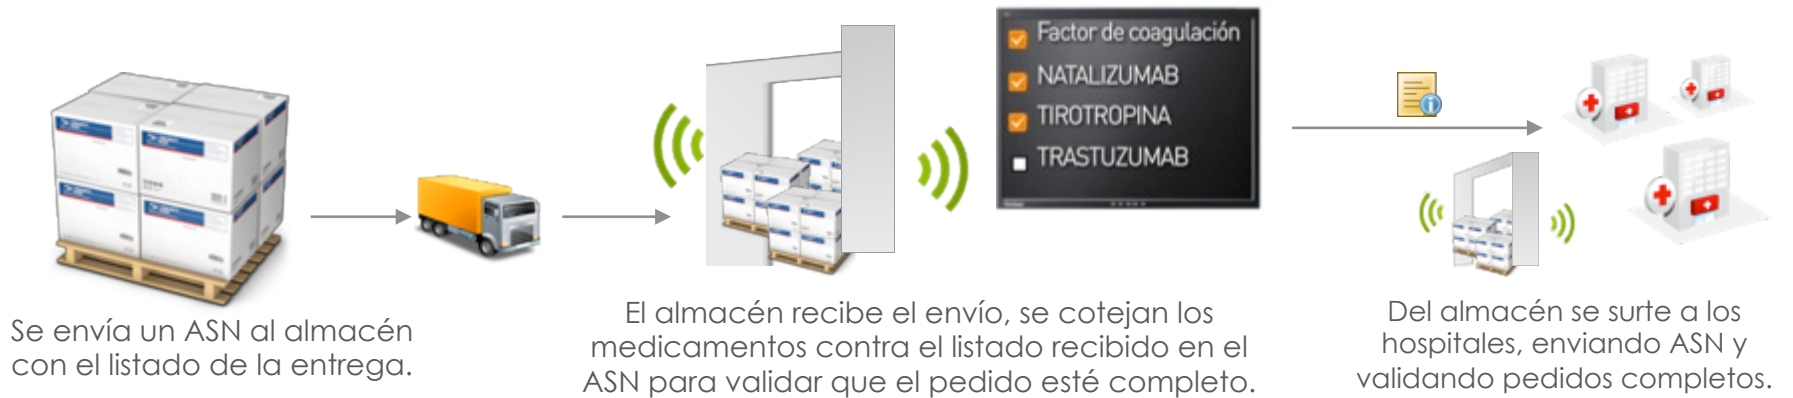 Factor de coagulación
NATALIZUMAB
TIROTROPINA
TRASTUZUMAB
Se envía un ASN al almacén
con el listado de la entrega.
El almacén recibe el envío, se cotejan los
medicamentos contra el listado recibido en el
ASN para validar que el pedido esté completo.
Del almacén se surte a los
hospitales, enviando ASN y
validando pedidos completos.